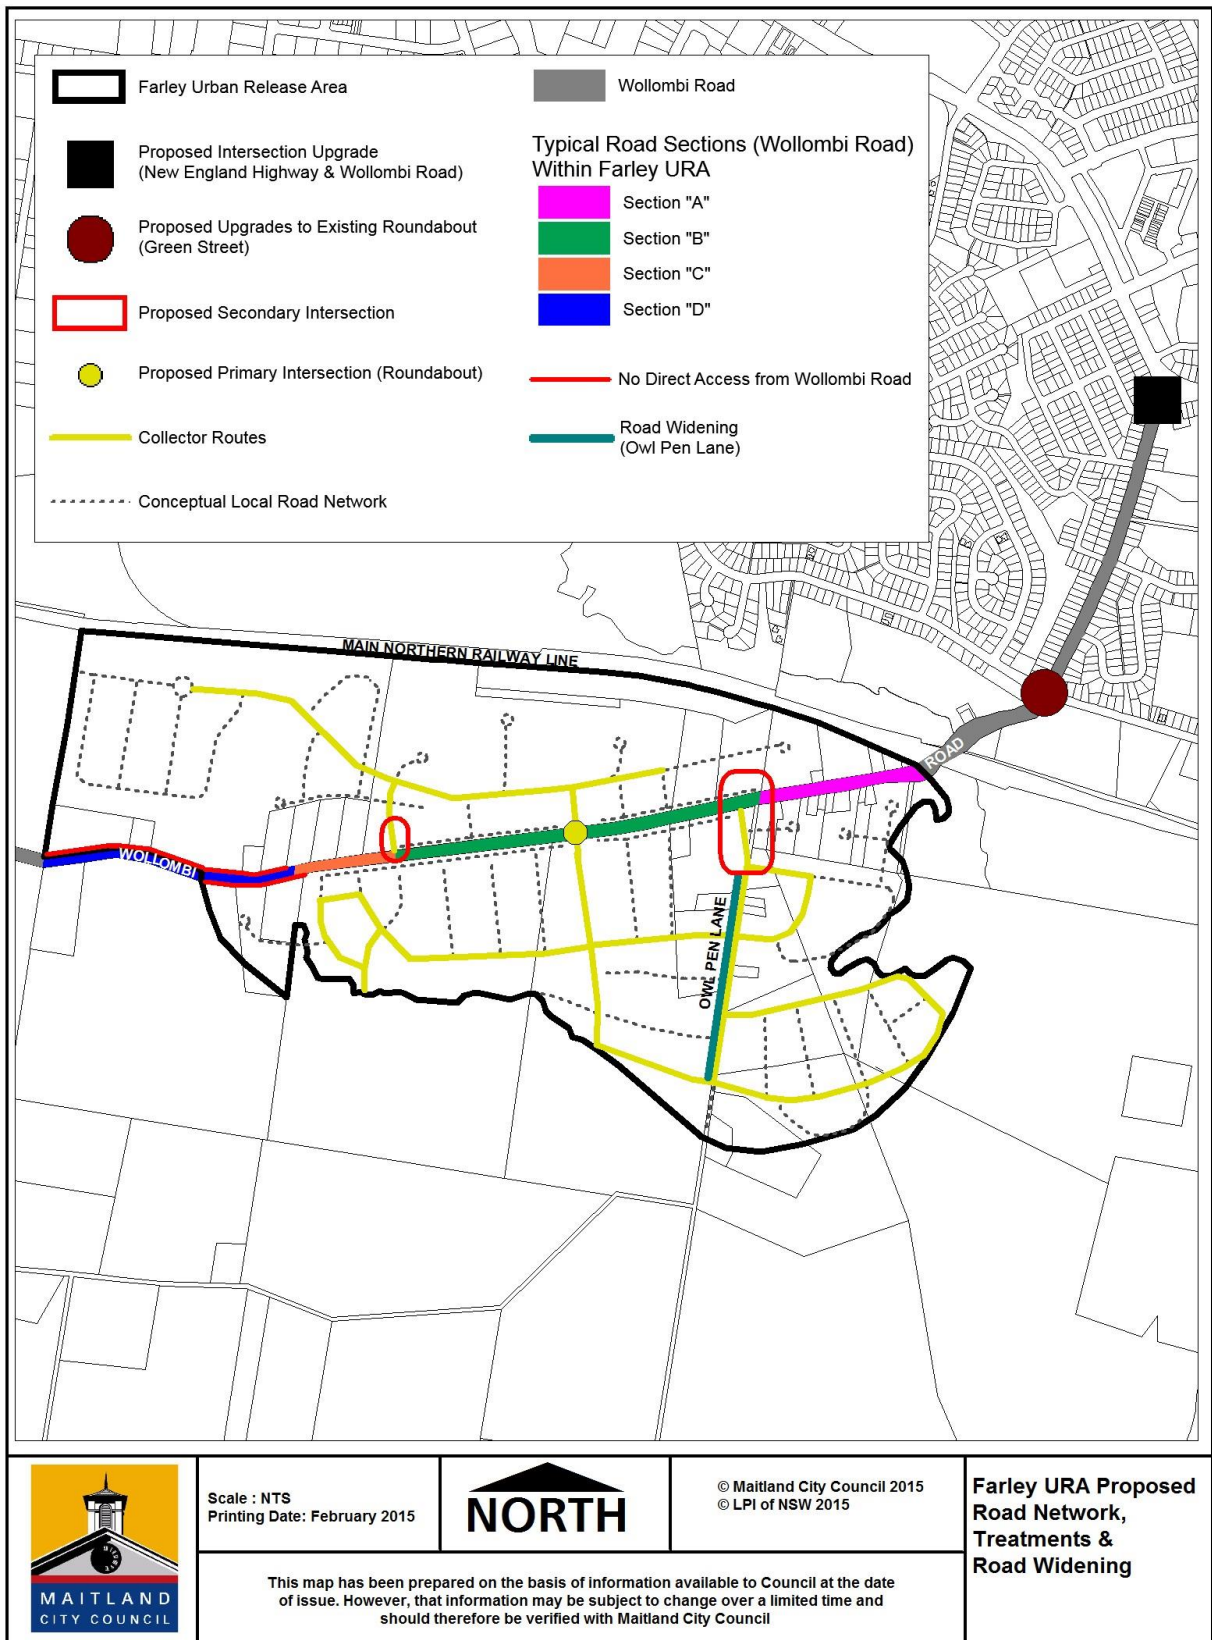 Farley Urban Release Area
Proposed Intersection Upgrade
(New England Highway & Wollombi Road)
Proposed Upgrades to Existing Roundabout
(Green Street)
Proposed Secondary Intersection
Proposed Primary Intersection (Roundabout)
Collector Routes
Conceptual Local Road Network
Wollombi Road
Typical Road Sections (Wollombi Road)
Within Farley URA
Section "A"
Section "B"
Section "C"
Section "D"
No Direct Access from Wollombi Road
Road Widening
(Owl Pen Lane)
MAIN NORTHERN RAILWAY LINE
ROAD
WOLLOMBI
OWL PEN LANE
MAITLAND
CITY COUNCIL
Scale : NTS
Printing Date: February 2015
NORTH
© Maitland City Council 2015
© LPI of NSW 2015
This map has been prepared on the basis of information available to Council at the date
of issue. However, that information may be subject to change over a limited time and
should therefore be verified with Maitland City Council
Farley URA Proposed
Road Network,
Treatments &
Road Widening